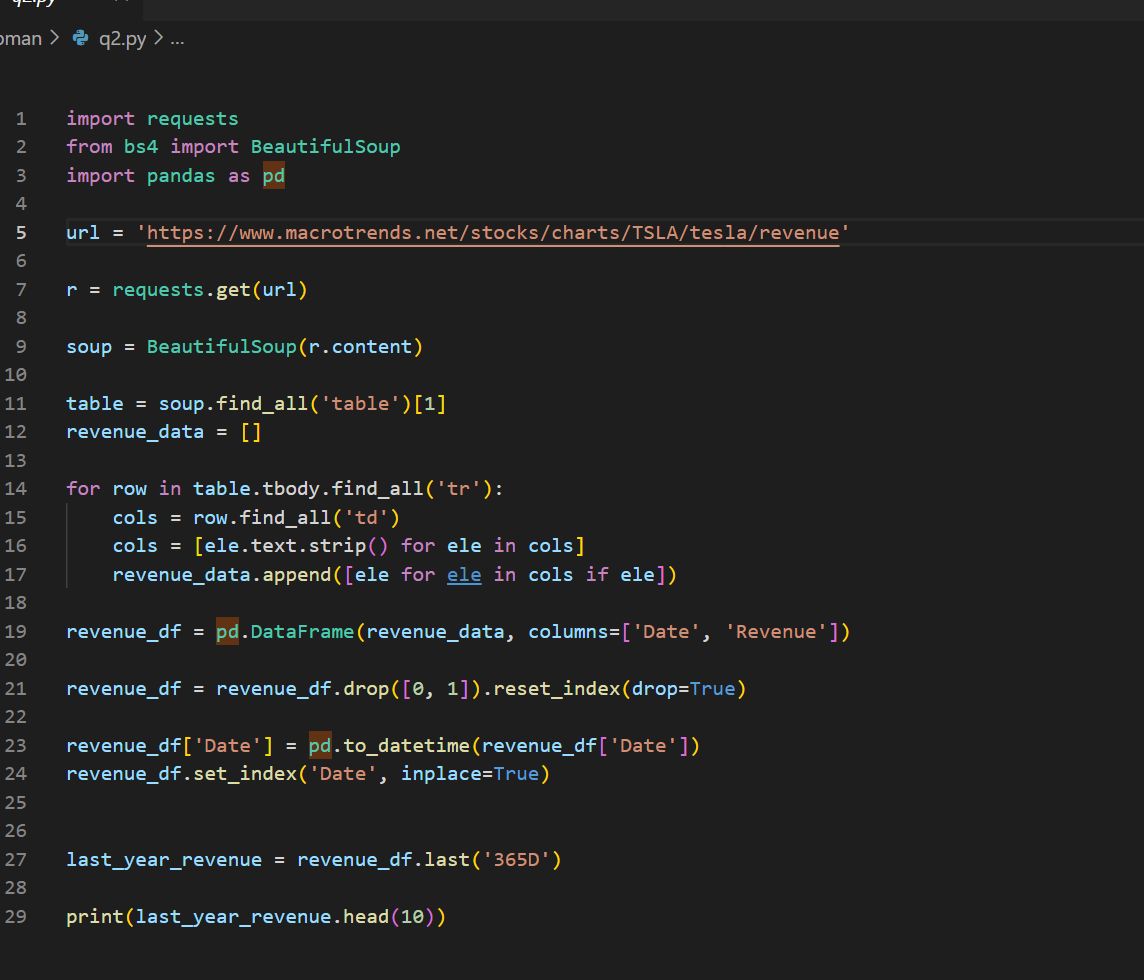 q2.py
oman > q2.py > ...
1 import requests
2 from bs4 import BeautifulSoup
3 import pandas as pd
4
5 url = 'https://www.macrotrends.net/stocks/charts/TSLA/tesla/revenue'
6
7 r = requests.get(url)
8
9 soup = BeautifulSoup(r.content)
10
11 table = soup.find_all('table')[1]
12 revenue_data = []
13
14 for row in table.tbody.find_all('tr'):
15     cols = row.find_all('td')
16     cols = [ele.text.strip() for ele in cols]
17     revenue_data.append([ele for ele in cols if ele])
18
19 revenue_df = pd.DataFrame(revenue_data, columns=['Date', 'Revenue'])
20
21 revenue_df = revenue_df.drop([0, 1]).reset_index(drop=True)
22
23 revenue_df['Date'] = pd.to_datetime(revenue_df['Date'])
24 revenue_df.set_index('Date', inplace=True)
25
26
27 last_year_revenue = revenue_df.last('365D')
28
29 print(last_year_revenue.head(10))